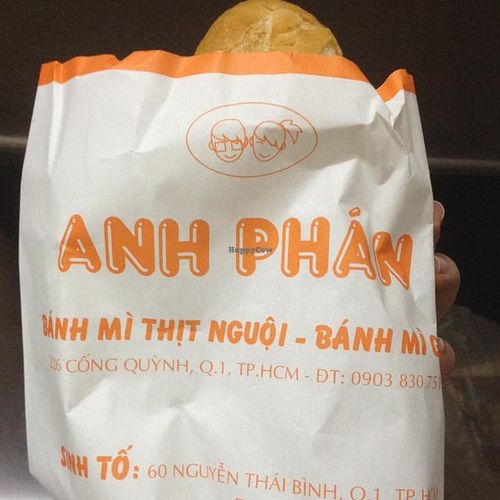 ANH PHÁN
HappyCow
BÁNH MÌ THỊT NGUỘI - BÁNH MÌ
CỐNG QUỲNH, Q.1, TP.HCM - ĐT: 0903 830
SINH TỐ: 60 NGUYỄN THÁI BÌNH, Q.1 TP